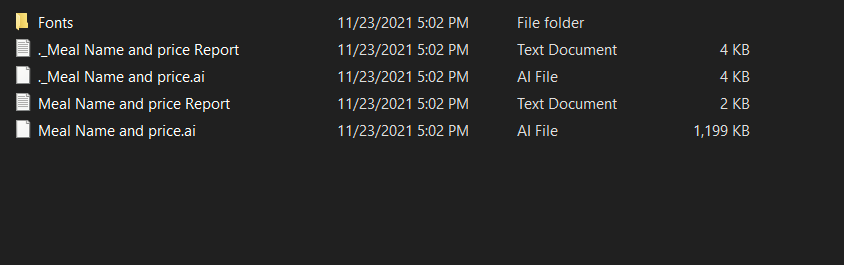 Fonts 11/23/2021 5:02 PM File folder
._Meal Name and price Report 11/23/2021 5:02 PM Text Document 4 KB
._Meal Name and price.ai 11/23/2021 5:02 PM AI File 4 KB
Meal Name and price Report 11/23/2021 5:02 PM Text Document 2 KB
Meal Name and price.ai 11/23/2021 5:02 PM AI File 1,199 KB